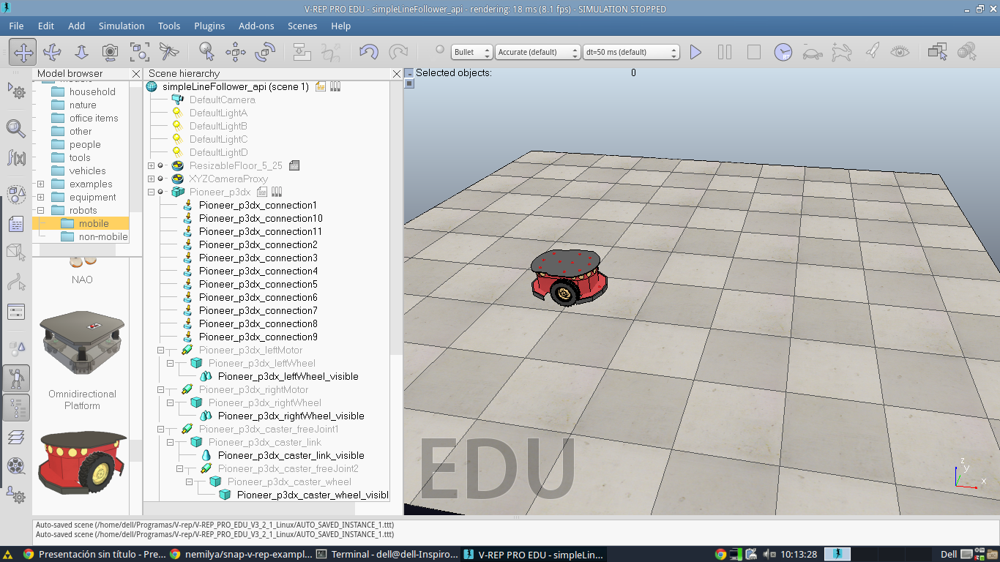 V-REP PRO EDU - simpleLineFollower_api - rendering: 18 ms (8.1 fps) - SIMULATION STOPPED
File Edit Add Simulation Tools Plugins Add-ons Scenes Help
Bullet Accurate (default) dt=50 ms (default)
RT
Model browser
household
nature
office items
other
people
tools
vehicles
examples
equipment
robots
mobile
non-mobile
NAO
Omnidirectional
Platform
Scene hierarchy
simpleLineFollower_api (scene 1)
DefaultCamera
DefaultLightA
DefaultLightB
DefaultLightC
DefaultLightD
ResizableFloor_5_25
XYZCameraProxy
Pioneer_p3dx
Pioneer_p3dx_connection1
Pioneer_p3dx_connection10
Pioneer_p3dx_connection11
Pioneer_p3dx_connection2
Pioneer_p3dx_connection3
Pioneer_p3dx_connection4
Pioneer_p3dx_connection5
Pioneer_p3dx_connection6
Pioneer_p3dx_connection7
Pioneer_p3dx_connection8
Pioneer_p3dx_connection9
Pioneer_p3dx_leftMotor
Pioneer_p3dx_leftWheel
Pioneer_p3dx_leftWheel_visible
Pioneer_p3dx_rightMotor
Pioneer_p3dx_rightWheel
Pioneer_p3dx_rightWheel_visible
Pioneer_p3dx_caster_freeJoint1
Pioneer_p3dx_caster_link
Pioneer_p3dx_caster_link_visible
Pioneer_p3dx_caster_freeJoint2
Pioneer_p3dx_caster_wheel
Pioneer_p3dx_caster_wheel_visibl
Selected objects: 0
EDU
z
y
x
Auto-saved scene (/home/dell/Programas/V-rep/V-REP_PRO_EDU_V3_2_1_Linux/AUTO_SAVED_INSTANCE_1.ttt)
Auto-saved scene (/home/dell/Programas/V-rep/V-REP_PRO_EDU_V3_2_1_Linux/AUTO_SAVED_INSTANCE_1.ttt)
Presentación sin título - Pre... nemilya/snap-v-rep-exampl... Terminal - dell@dell-Inspiro... V-REP PRO EDU - simpleLin... 10:13:28 Dell